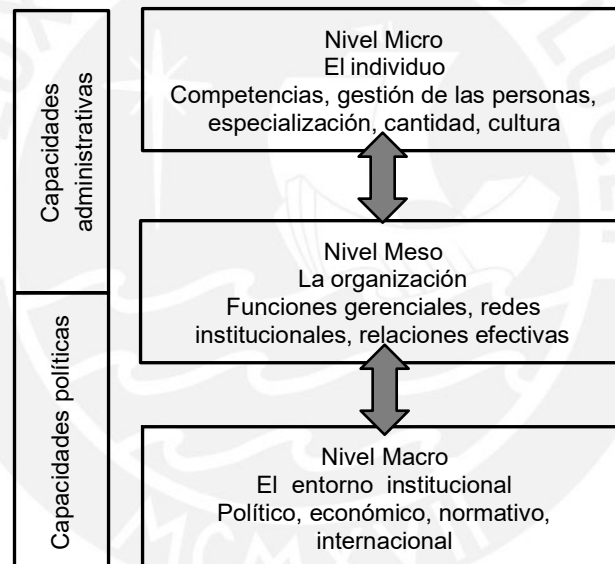 Capacidades
administrativas
Nivel Micro
El individuo
Competencias, gestión de las personas,
especialización, cantidad, cultura
Nivel Meso
La organización
Funciones gerenciales, redes
institucionales, relaciones efectivas
Capacidades políticas
Nivel Macro
El entorno institucional
Político, económico, normativo,
internacional